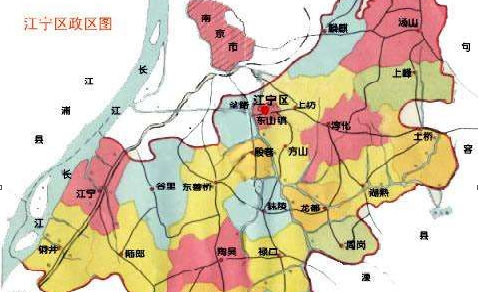 江宁区政区图
南京市
麒麟
汤山
句
容
县
上峰
长
江
江
浦
县
江宁区
东山镇
上坊
淳化
土桥
殷巷
方山
长
江
江宁
谷里
东善桥
湖熟
秣陵
龙都
铜井
陆郎
陶吴
禄口
周岗
溧